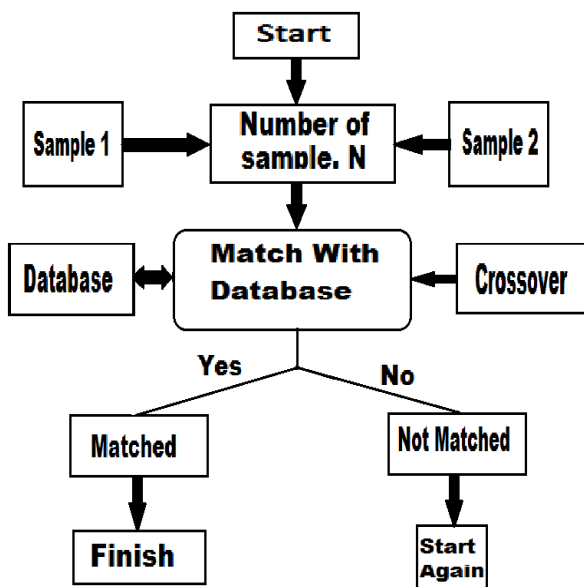 Start
Sample 1
Number of
sample. N
Sample 2
Database
Match With
Database
Crossover
Yes
No
Matched
Not Matched
Finish
Start
Again